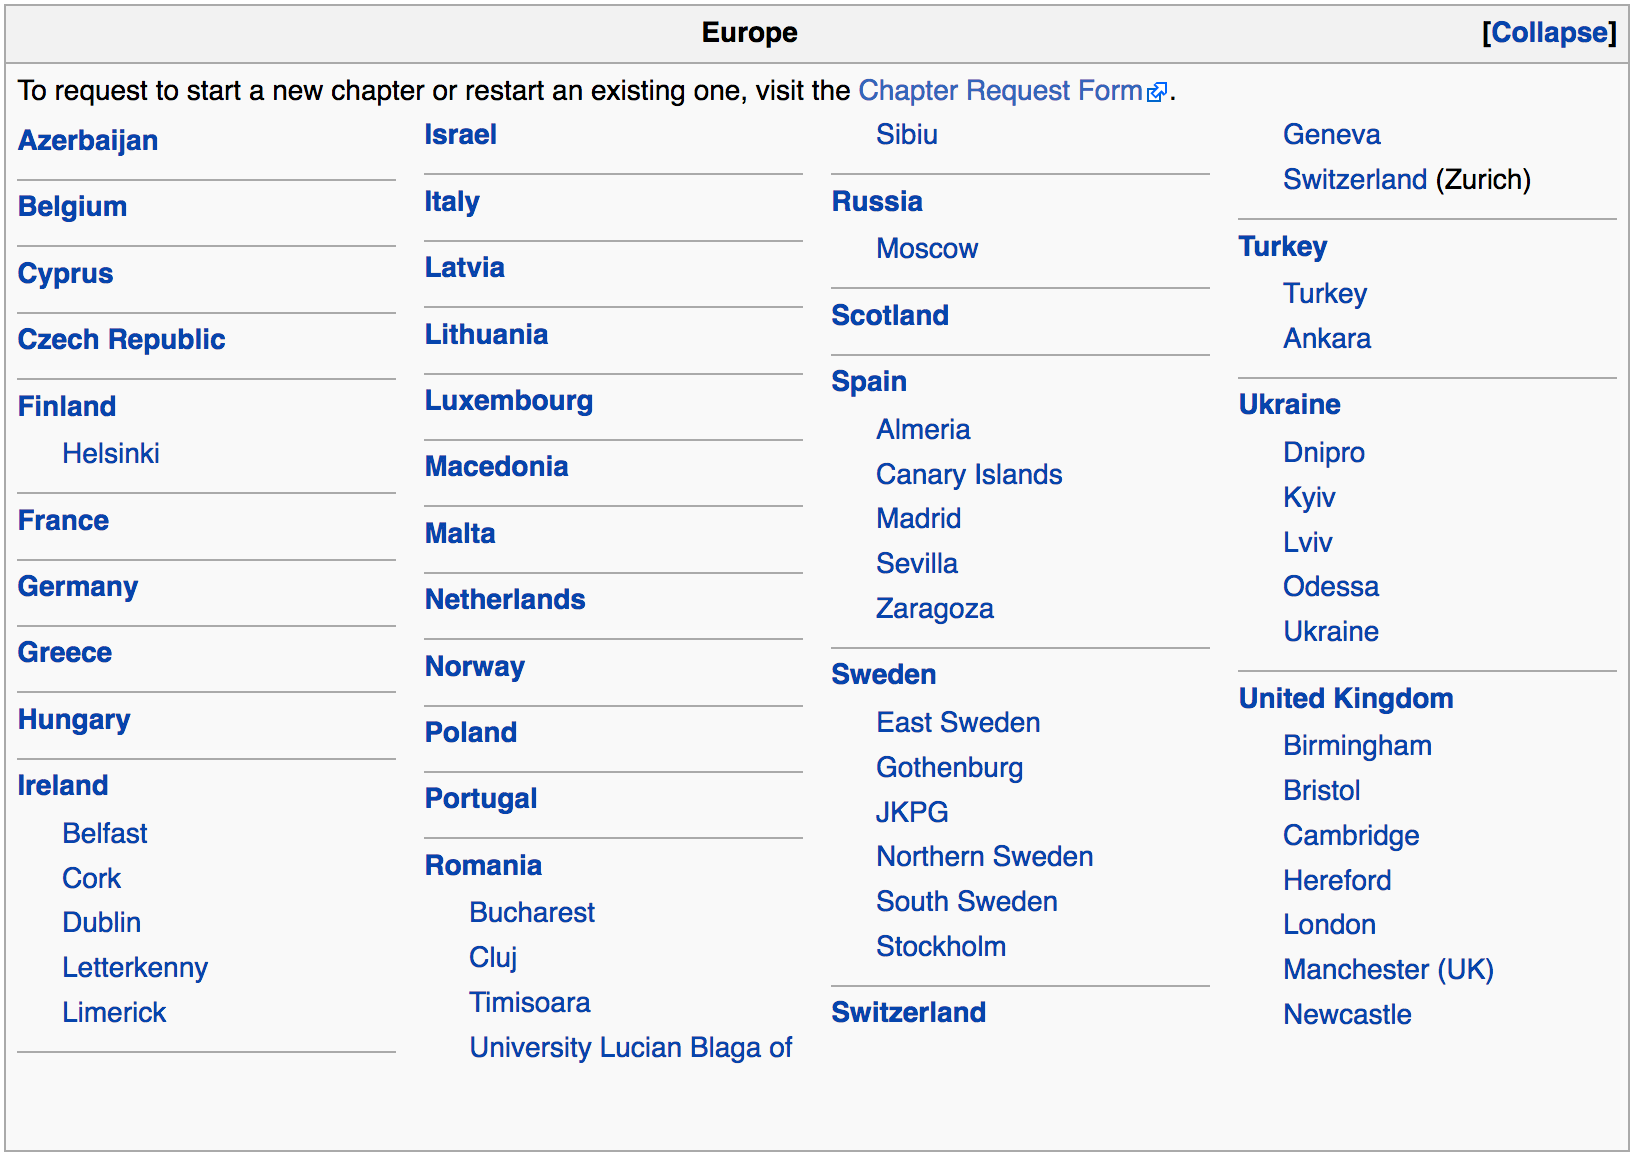 Europe
[Collapse]
To request to start a new chapter or restart an existing one, visit the Chapter Request Form.
Azerbaijan
Belgium
Cyprus
Czech Republic
Finland
Helsinki
France
Germany
Greece
Hungary
Ireland
Belfast
Cork
Dublin
Letterkenny
Limerick
Israel
Italy
Latvia
Lithuania
Luxembourg
Macedonia
Malta
Netherlands
Norway
Poland
Portugal
Romania
Bucharest
Cluj
Timisoara
University Lucian Blaga of
Sibiu
Russia
Moscow
Scotland
Spain
Almeria
Canary Islands
Madrid
Sevilla
Zaragoza
Sweden
East Sweden
Gothenburg
JKPG
Northern Sweden
South Sweden
Stockholm
Switzerland
Geneva
Switzerland (Zurich)
Turkey
Turkey
Ankara
Ukraine
Dnipro
Kyiv
Lviv
Odessa
Ukraine
United Kingdom
Birmingham
Bristol
Cambridge
Hereford
London
Manchester (UK)
Newcastle